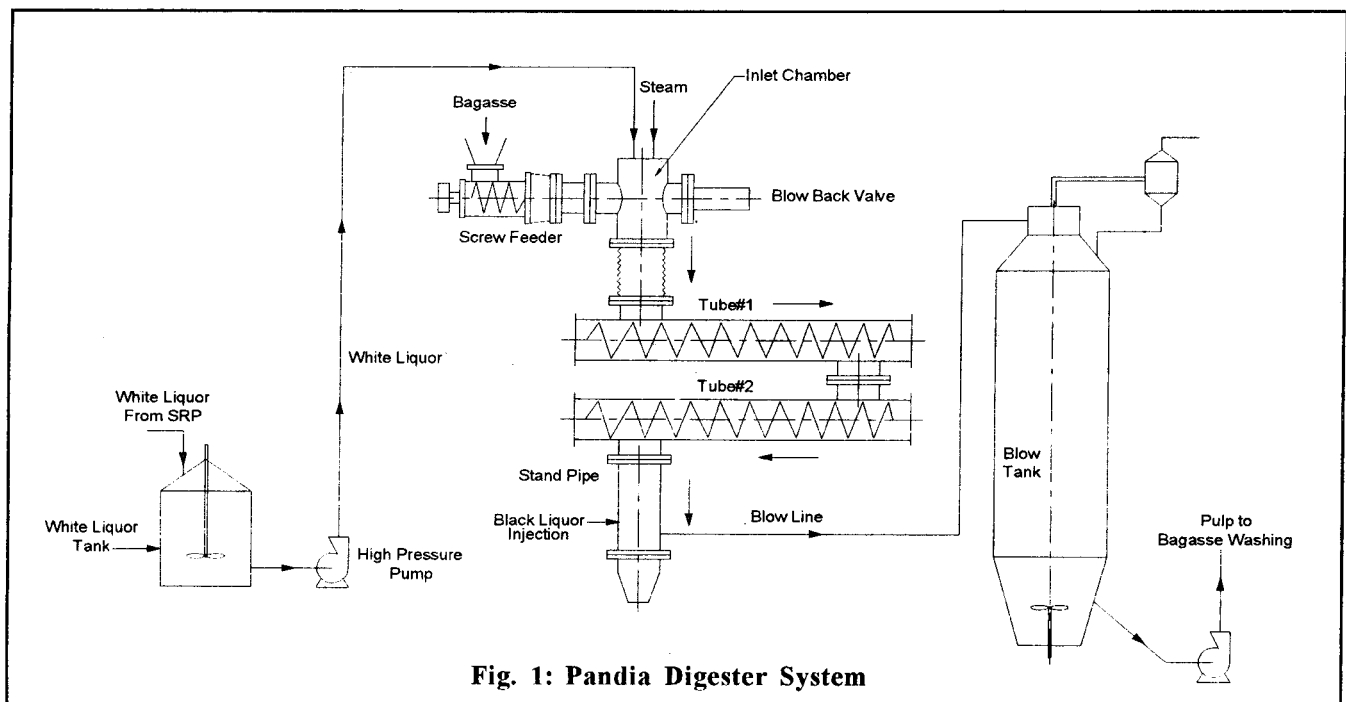 Inlet Chamber
Steam
Bagasse
Blow Back Valve
Screw Feeder
Tube#1
White Liquor
Tube#2
White Liquor
From SRP
Stand Pipe
Blow
Tank
White Liquor
Tank
Black Liquor
Injection
Blow Line
Pulp to
Bagasse Washing
High Pressure
Pump
Fig. 1: Pandia Digester System